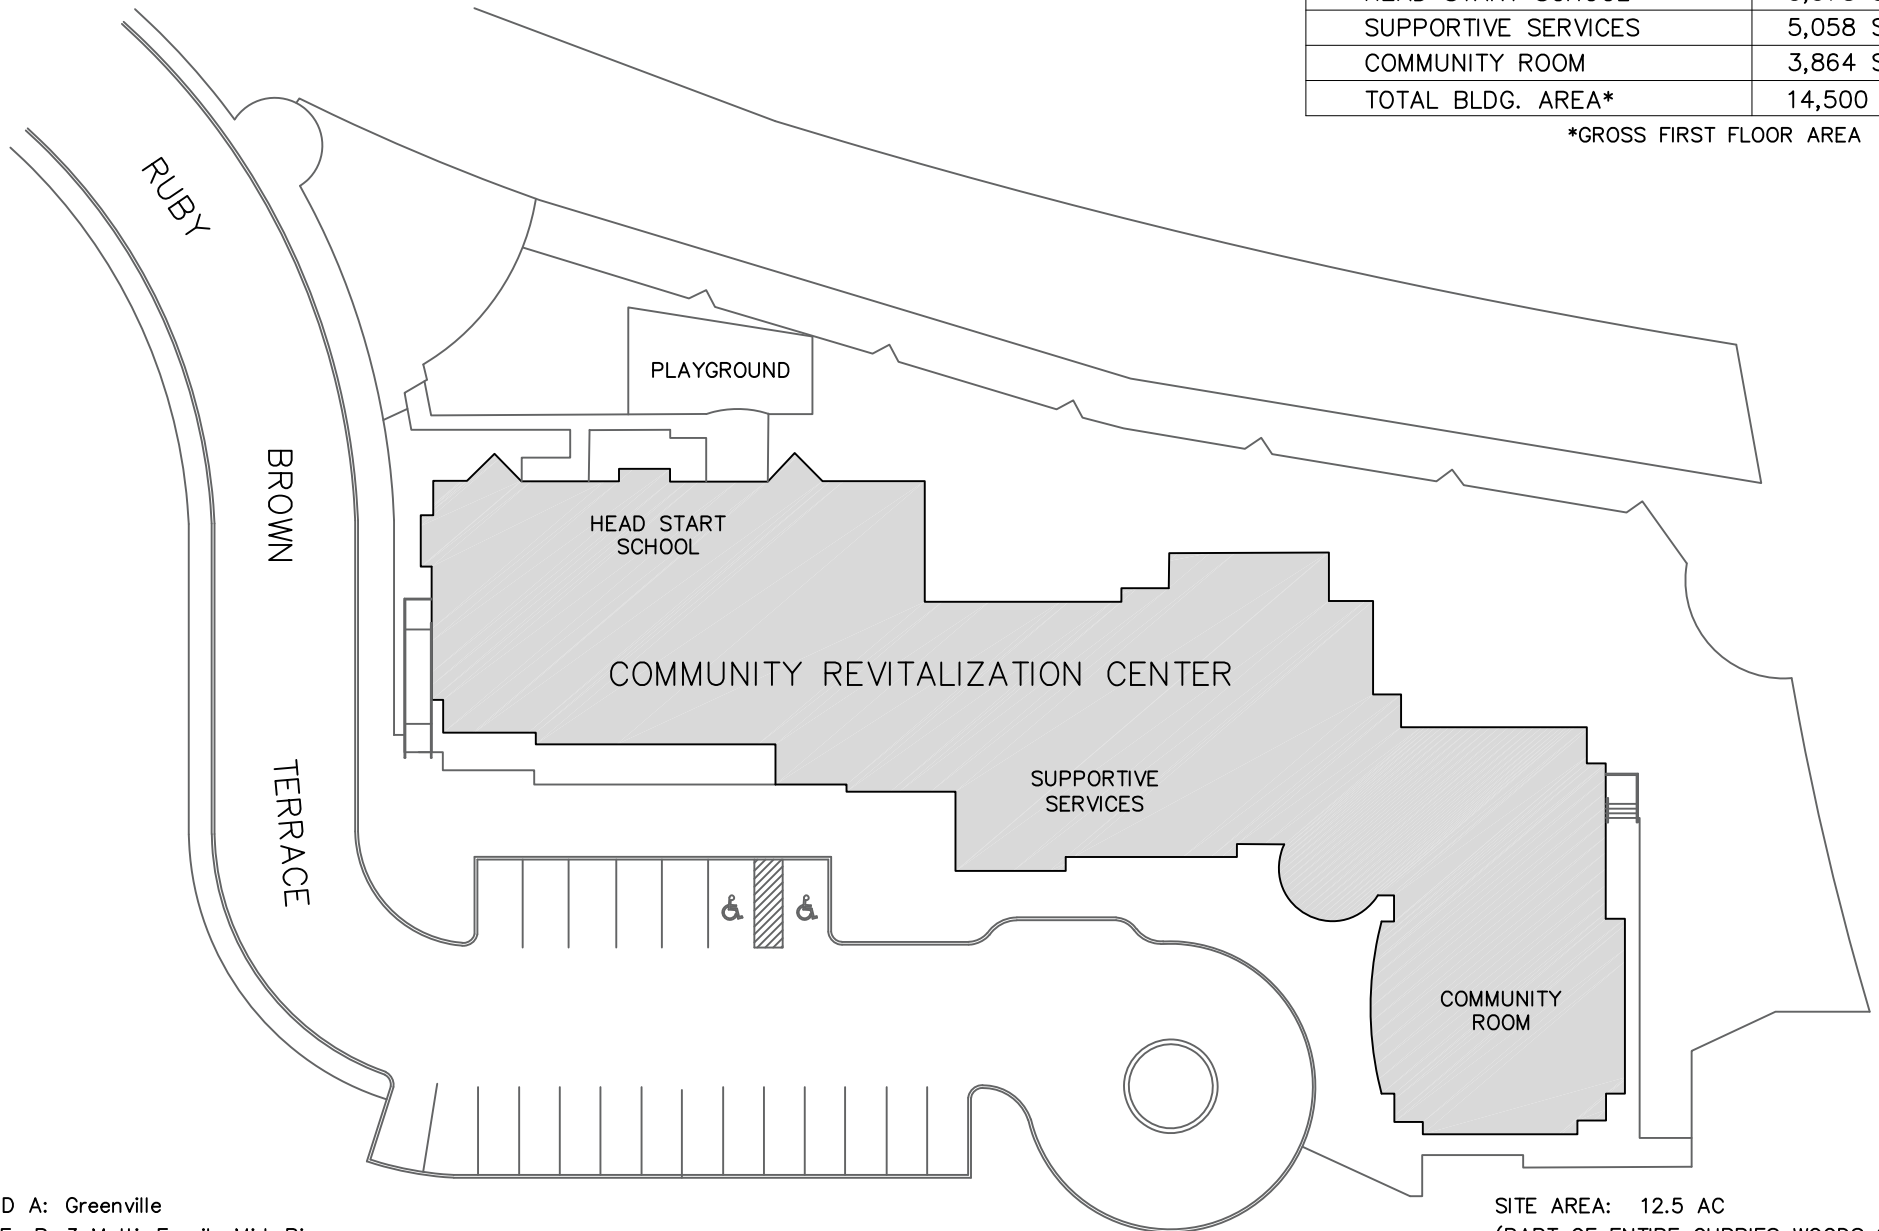 SUPPORTIVE SERVICES 5,058 S
COMMUNITY ROOM 3,864 S
TOTAL BLDG. AREA* 14,500
*GROSS FIRST FLOOR AREA
RUBY
BROWN
TERRACE
PLAYGROUND
HEAD START
SCHOOL
COMMUNITY REVITALIZATION CENTER
SUPPORTIVE
SERVICES
COMMUNITY
ROOM
D A: Greenville
SITE AREA: 12.5 AC